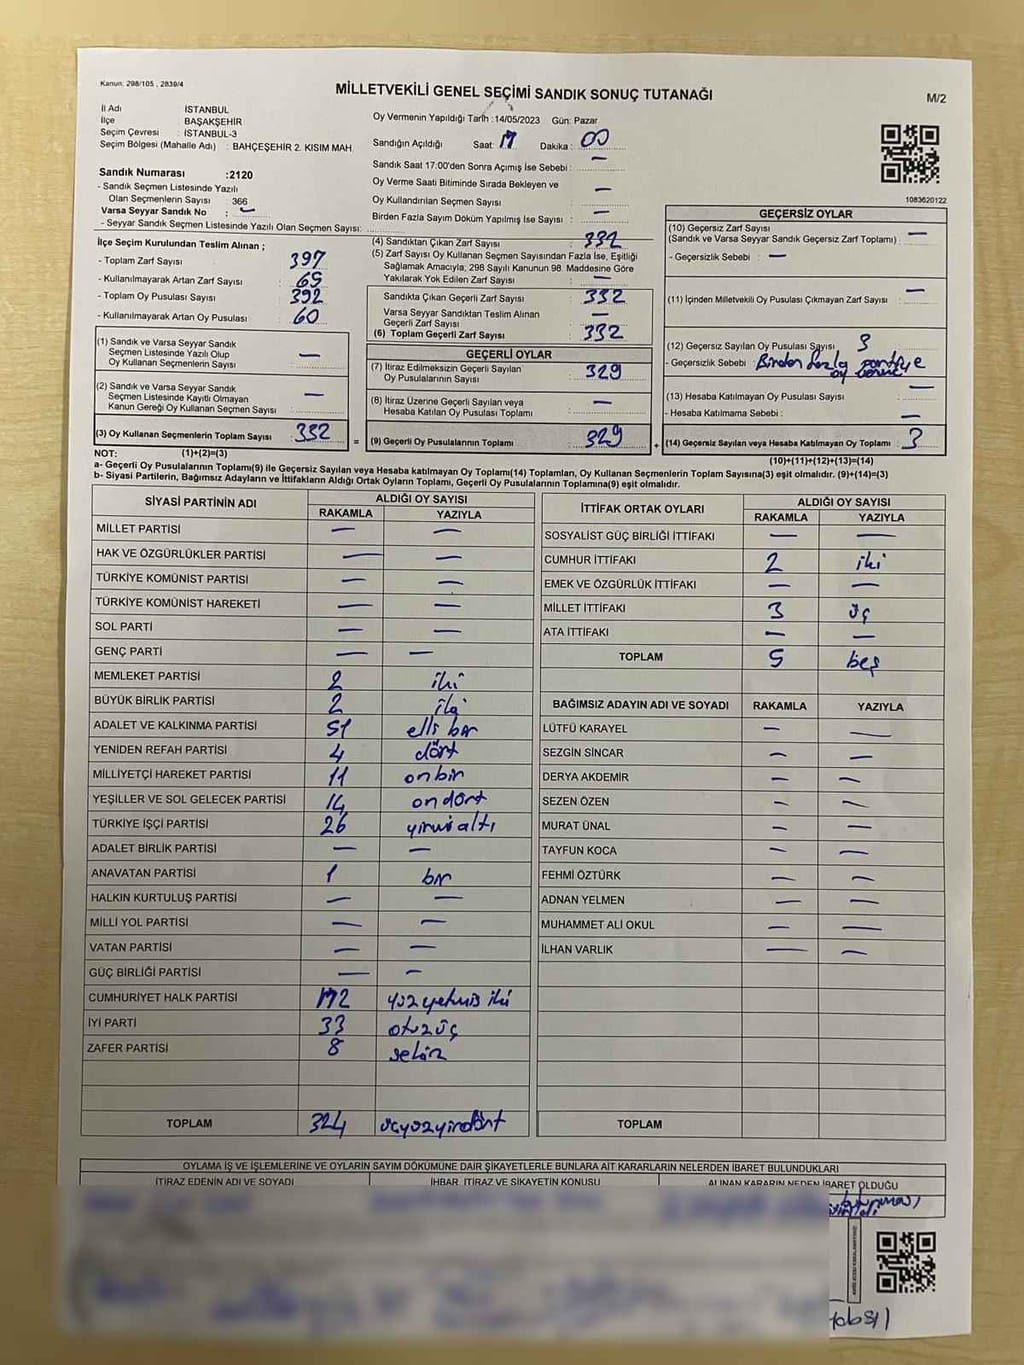 Kanun: 298/105 , 2839/4
MİLLETVEKİLİ GENEL SEÇİMİ SANDIK SONUÇ TUTANAĞI
M/2
İl Adı İSTANBUL
İlçe BAŞAKŞEHİR
Seçim Çevresi : İSTANBUL-3
Seçim Bölgesi (Mahalle Adı) : BAHÇEŞEHİR 2. KISIM MAH.
Sandık Numarası :2120
- Sandık Seçmen Listesinde Yazılı
Olan Seçmenlerin Sayısı : 366
Varsa Seyyar Sandık No : —
- Seyyar Sandık Seçmen Listesinde Yazılı Olan Seçmen Sayısı:
Oy Vermenin Yapıldığı Tarih :14/05/2023 Gün: Pazar
Sandığın Açıldığı Saat: 17 Dakika : 00
Sandık Saat 17:00'den Sonra Açımış İse Sebebi : —
Oy Verme Saati Bitiminde Sırada Bekleyen ve
Oy Kullandırılan Seçmen Sayısı : —
Birden Fazla Sayım Döküm Yapılmış İse Sayısı : —
1083620122
İlçe Seçim Kurulundan Teslim Alınan ;
- Toplam Zarf Sayısı : 397
- Kullanılmayarak Artan Zarf Sayısı : 65
- Toplam Oy Pusulası Sayısı : 392
- Kullanılmayarak Artan Oy Pusulası : 60
(1) Sandık ve Varsa Seyyar Sandık
Seçmen Listesinde Yazılı Olup
Oy Kullanan Seçmenlerin Sayısı : —
(2) Sandık ve Varsa Seyyar Sandık
Seçmen Listesinde Kayıtlı Olmayan
Kanun Gereği Oy Kullanan Seçmen Sayısı : —
(3) Oy Kullanan Seçmenlerin Toplam Sayısı : 332
(4) Sandıktan Çıkan Zarf Sayısı : 332
(5) Zarf Sayısı Oy Kullanan Seçmen Sayısından Fazla İse, Eşitliği
Sağlamak Amacıyla, 298 Sayılı Kanunun 98. Maddesine Göre
Yakılarak Yok Edilen Zarf Sayısı : —
Sandıkta Çıkan Geçerli Zarf Sayısı : 332
Varsa Seyyar Sandıktan Teslim Alınan
Geçerli Zarf Sayısı : —
(6) Toplam Geçerli Zarf Sayısı : 332
GEÇERLİ OYLAR
(7) İtiraz Edilmeksizin Geçerli Sayılan
Oy Pusulalarının Sayısı : 329
(8) İtiraz Üzerine Geçerli Sayılan veya
Hesaba Katılan Oy Pusulası Toplamı : —
= (9) Geçerli Oy Pusulalarının Toplamı : 329 +
GEÇERSİZ OYLAR
(10) Geçersiz Zarf Sayısı
(Sandık ve Varsa Seyyar Sandık Geçersiz Zarf Toplamı) : —
- Geçersizlik Sebebi : —
(11) İçinden Milletvekili Oy Pusulası Çıkmayan Zarf Sayısı : —
(12) Geçersiz Sayılan Oy Pusulası Sayısı : 3
- Geçersizlik Sebebi : Birden fazla partiye
oy
(13) Hesaba Katılmayan Oy Pusulası Sayısı : —
- Hesaba Katılmama Sebebi : —
(14) Geçersiz Sayılan veya Hesaba Katılmayan Oy Toplamı : 3
NOT: (1)+(2)=(3) (10)+(11)+(12)+(13)=(14)
a- Geçerli Oy Pusulalarının Toplamı(9) ile Geçersiz Sayılan veya Hesaba katılmayan Oy Toplamı(14) Toplamları, Oy Kullanan Seçmenlerin Toplam Sayısına(3) eşit olmalıdır. (9)+(14)=(3)
b- Siyasi Partilerin, Bağımsız Adayların ve İttifakların Aldığı Ortak Oyların Toplamı, Geçerli Oy Pusulalarının Toplamına(9) eşit olmalıdır.
SİYASİ PARTİNİN ADI ALDIĞI OY SAYISI
RAKAMLA YAZIYLA
MİLLET PARTİSİ — —
HAK VE ÖZGÜRLÜKLER PARTİSİ — —
TÜRKİYE KOMÜNİST PARTİSİ — —
TÜRKİYE KOMÜNİST HAREKETİ — —
SOL PARTİ — —
GENÇ PARTİ — —
MEMLEKET PARTİSİ 2 iki
BÜYÜK BİRLİK PARTİSİ 2 iki
ADALET VE KALKINMA PARTİSİ 51 elli bir
YENİDEN REFAH PARTİSİ 4 dört
MİLLİYETÇİ HAREKET PARTİSİ 11 onbir
YEŞİLLER VE SOL GELECEK PARTİSİ 14 ondört
TÜRKİYE İŞÇİ PARTİSİ 26 yirmi altı
ADALET BİRLİK PARTİSİ — —
ANAVATAN PARTİSİ 1 bir
HALKIN KURTULUŞ PARTİSİ — —
MİLLİ YOL PARTİSİ — —
VATAN PARTİSİ — —
GÜÇ BİRLİĞİ PARTİSİ — —
CUMHURİYET HALK PARTİSİ 172 yüzyetmiş iki
İYİ PARTİ 33 otuzüç
ZAFER PARTİSİ 8 sekiz
TOPLAM 324 üçyüzyirmidört
İTTİFAK ORTAK OYLARI ALDIĞI OY SAYISI
RAKAMLA YAZIYLA
SOSYALİST GÜÇ BİRLİĞİ İTTİFAKI — —
CUMHUR İTTİFAKI 2 iki
EMEK VE ÖZGÜRLÜK İTTİFAKI — —
MİLLET İTTİFAKI 3 üç
ATA İTTİFAKI — —
TOPLAM 5 beş
BAĞIMSIZ ADAYIN ADI VE SOYADI RAKAMLA YAZIYLA
LÜTFÜ KARAYEL — —
SEZGİN SİNCAR — —
DERYA AKDEMİR — —
SEZEN ÖZEN — —
MURAT ÜNAL — —
TAYFUN KOCA — —
FEHMİ ÖZTÜRK — —
ADNAN YELMEN — —
MUHAMMET ALİ OKUL — —
İLHAN VARLIK — —
TOPLAM
OYLAMA İŞ VE İŞLEMLERİNE VE OYLARIN SAYIM DÖKÜMÜNE DAİR ŞİKAYETLERLE BUNLARA AİT KARARLARIN NELERDEN İBARET BULUNDUKLARI
İTİRAZ EDENİN ADI VE SOYADI İHBAR, İTİRAZ VE ŞİKAYETİN KONUSU ALINAN KARARIN NEDEN İBARET OLDUĞU